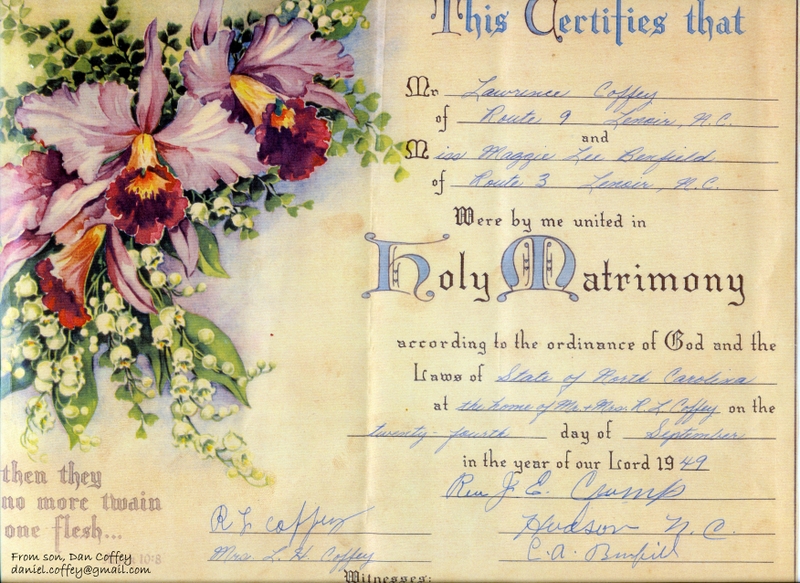 This Certifies that
Mr Lawrence Coffey
of Route 9 Lenoir, N.C.
and
Miss Maggie Lee Benfield
of Route 3 Lenoir, N.C.
Were by me united in
Holy Matrimony
according to the ordinance of God and the
Laws of State of North Carolina
at the home of Mr. + Mrs. R. L. Coffey on the
twenty-fourth day of September
in the year of our Lord 1949
Rev J. E. Crump
Hudson N.C.
R L Coffey
Mrs. L. H. Coffey
C. A.
Witnesses:
then they
no more twain
one flesh...
10:8
From son, Dan Coffey
daniel.coffey@gmail.com